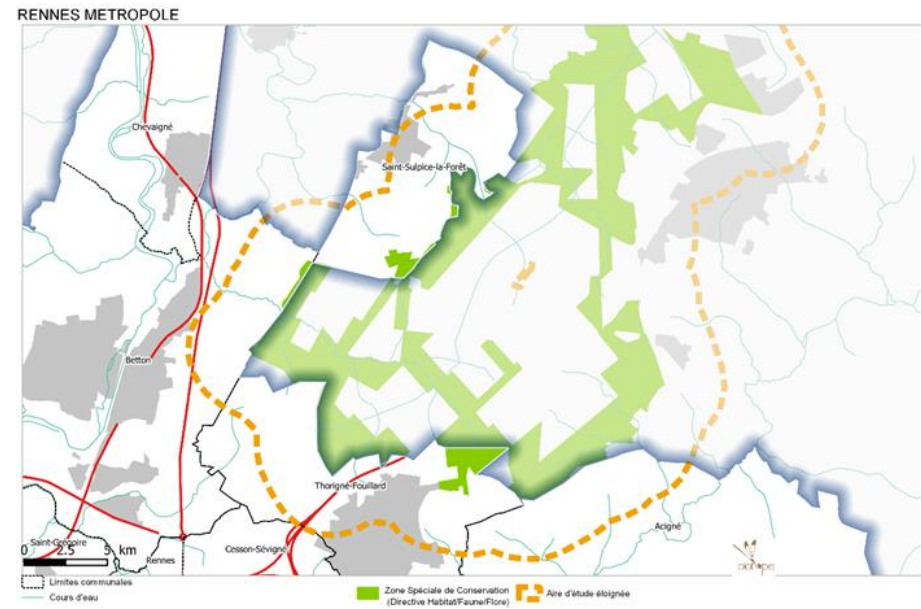 RENNES METROPOLE
Chevaigné
Saint-Sulpice-la-Forêt
Betton
Thorigné-Fouillard
Saint-Grégoire
Rennes
Cesson-Sévigné
Acigné
0 2.5 5 km
Limites communales
Cours d'eau
Zone Spéciale de Conservation
(Directive Habitat/Faune/Flore)
Aire d'étude éloignée
biotope